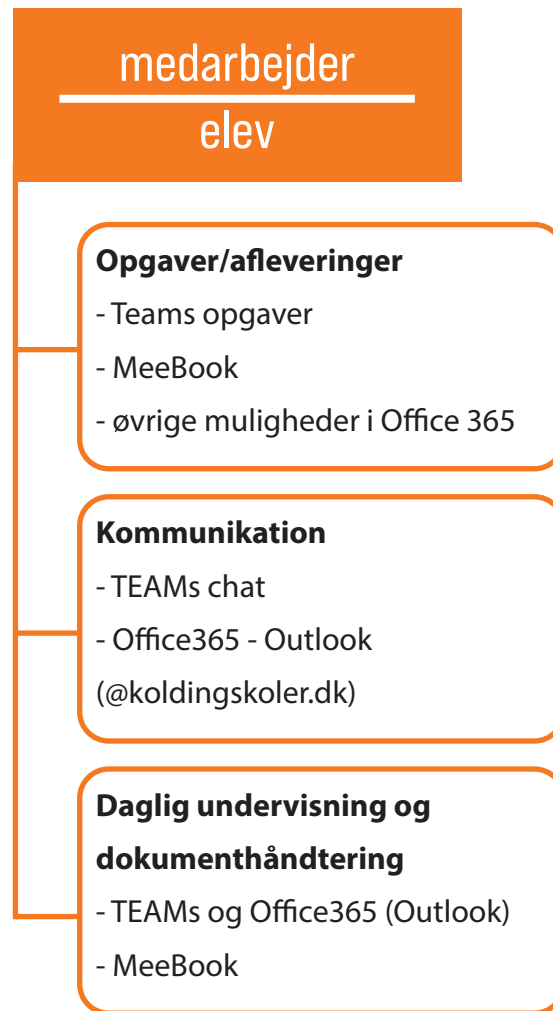 medarbejder
elev
Opgaver/afleveringer
- Teams opgaver
- MeeBook
- øvrige muligheder i Office 365
Kommunikation
- TEAMs chat
- Office365 - Outlook
(@koldingskoler.dk)
Daglig undervisning og
dokumenthåndtering
- TEAMs og Office365 (Outlook)
- MeeBook